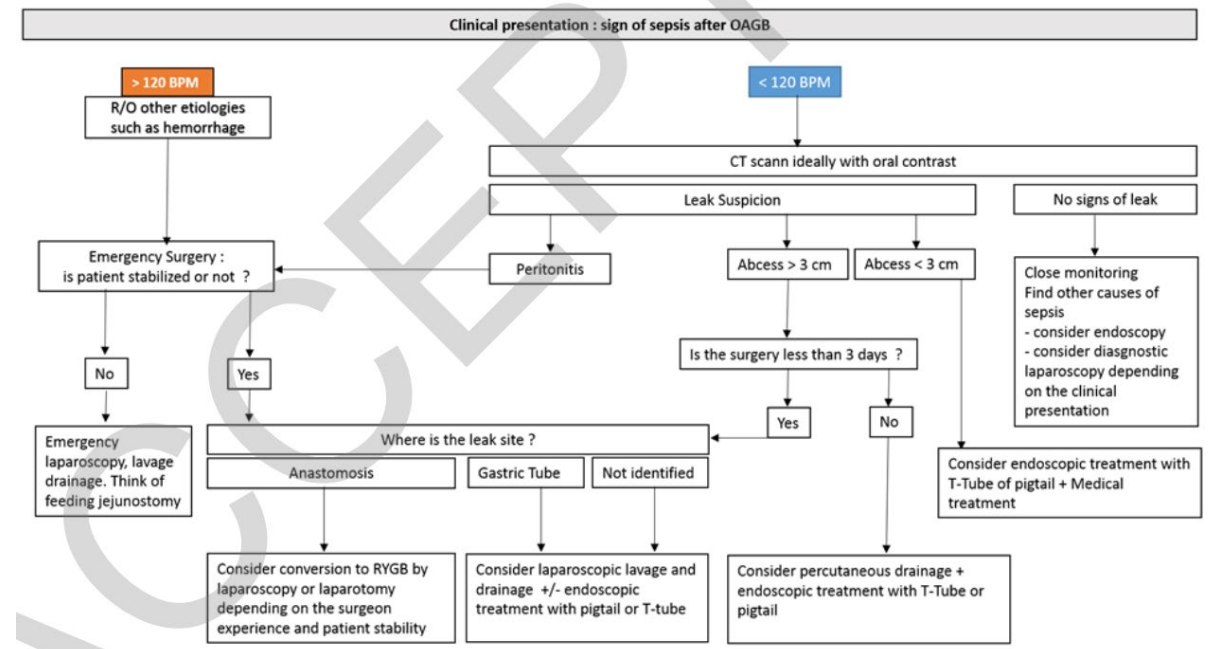 Clinical presentation : sign of sepsis after OAGB
> 120 BPM
R/O other etiologies
such as hemorrhage
< 120 BPM
CT scann ideally with oral contrast
Leak Suspicion
No signs of leak
Emergency Surgery :
is patient stabilized or not ?
Peritonitis
Abcess > 3 cm
Abcess < 3 cm
Close monitoring
Find other causes of
sepsis
- consider endoscopy
- consider diasgnostic
laparoscopy depending
on the clinical
presentation
Is the surgery less than 3 days ?
No
Yes
Yes
No
Emergency
laparoscopy, lavage
drainage. Think of
feeding jejunostomy
Where is the leak site ?
Anastomosis
Gastric Tube
Not identified
Consider endoscopic treatment with
T-Tube of pigtail + Medical
treatment
Consider conversion to RYGB by
laparoscopy or laparotomy
depending on the surgeon
experience and patient stability
Consider laparoscopic lavage and
drainage +/- endoscopic
treatment with pigtail or T-tube
Consider percutaneous drainage +
endoscopic treatment with T-Tube or
pigtail
ACCEPT